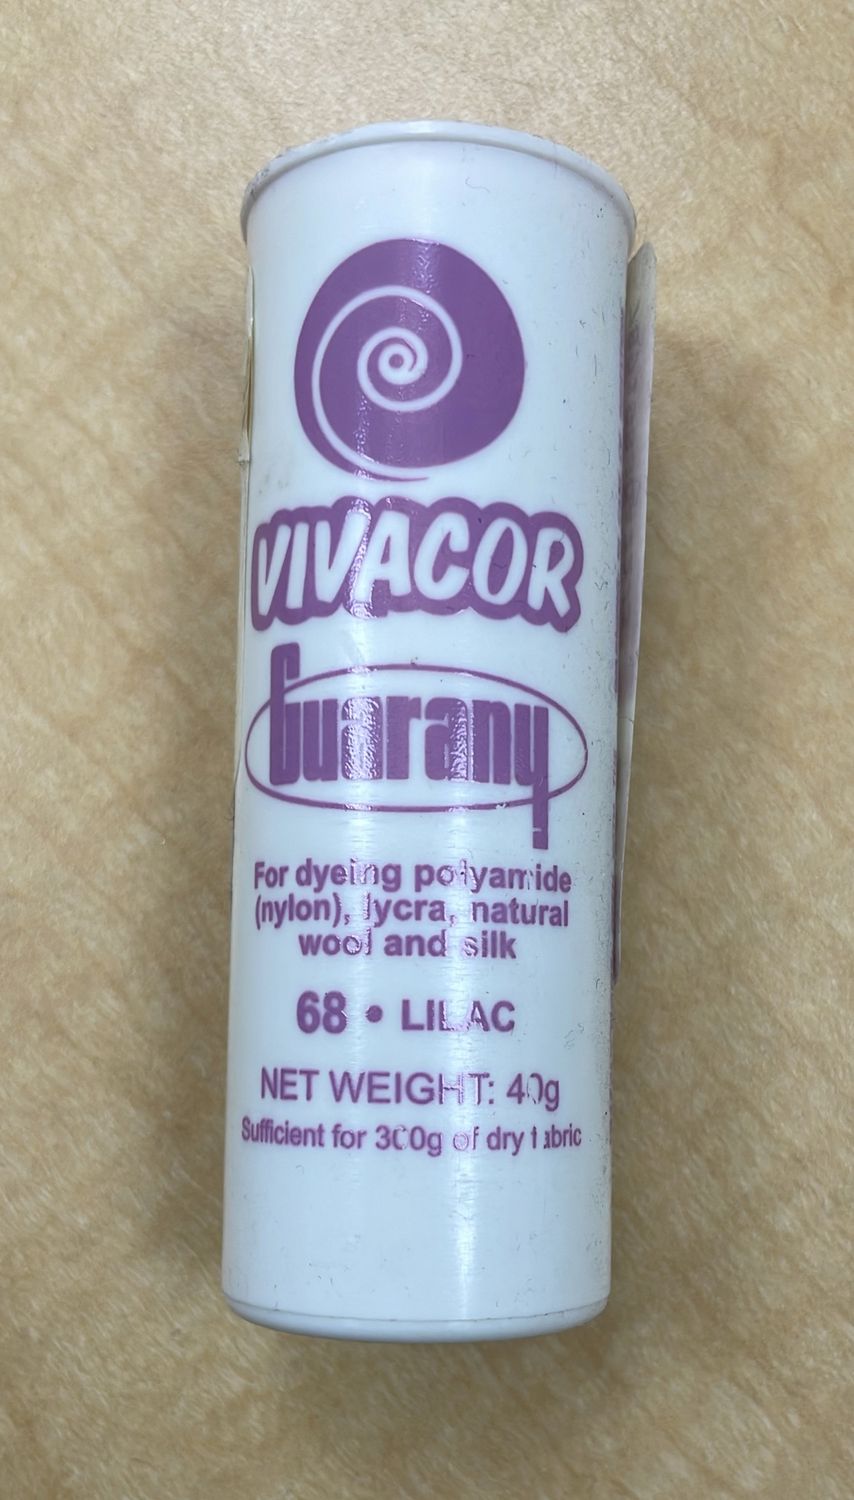 VIVACOR
Guarany
For dyeing polyamide
(nylon), lycra, natural
wool and silk
68 • LILAC
NET WEIGHT: 40g
Sufficient for 300g of dry fabric